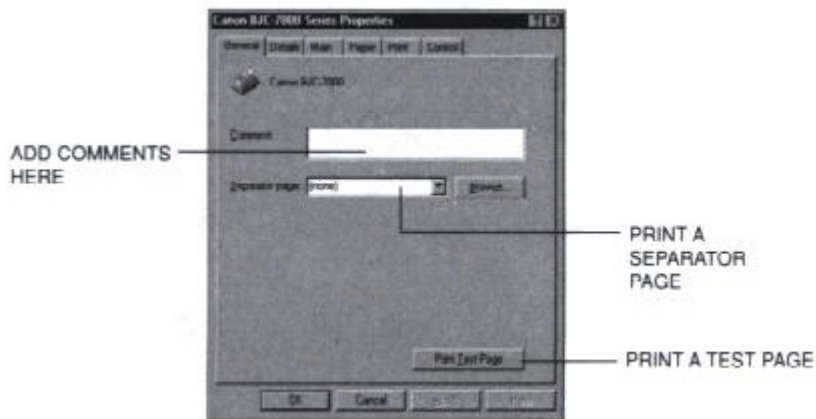 Canon BJC-7000 Series Properties
General Details Main Paper Print Control
Canon BJC-7000
Comment:
ADD COMMENTS
HERE
Separator page: (none) Browse...
PRINT A
SEPARATOR
PAGE
Print Test Page
PRINT A TEST PAGE
OK Cancel